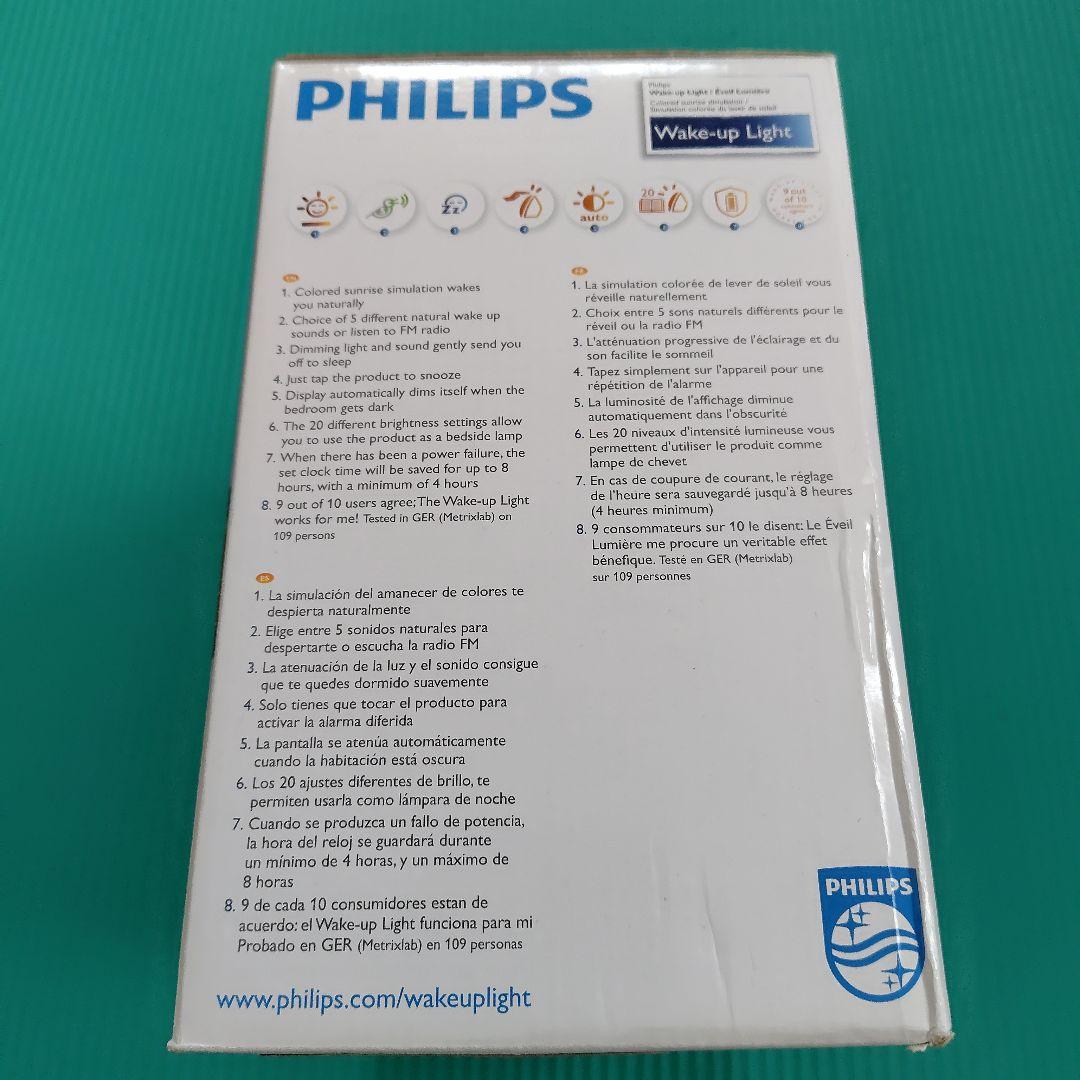 PHILIPS
Philips
Wake-up Light / Éveil Lumière
Colored sunrise simulation /
Simulation colorée du lever de soleil
Wake-up Light
zz
auto
20
9 out
of 10
consumers
agree
1
2
3
4
5
6
7
8
EN
1. Colored sunrise simulation wakes
you naturally
2. Choice of 5 different natural wake up
sounds or listen to FM radio
3. Dimming light and sound gently send you
off to sleep
4. Just tap the product to snooze
5. Display automatically dims itself when the
bedroom gets dark
6. The 20 different brightness settings allow
you to use the product as a bedside lamp
7. When there has been a power failure, the
set clock time will be saved for up to 8
hours, with a minimum of 4 hours
8. 9 out of 10 users agree; The Wake-up Light
works for me! Tested in GER (Metrixlab) on
109 persons
FR
1. La simulation colorée de lever de soleil vous
réveille naturellement
2. Choix entre 5 sons naturels différents pour le
réveil ou la radio FM
3. L'atténuation progressive de l'éclairage et du
son facilite le sommeil
4. Tapez simplement sur l'appareil pour une
répétition de l'alarme
5. La luminosité de l'affichage diminue
automatiquement dans l'obscurité
6. Les 20 niveaux d'intensité lumineuse vous
permettent d'utiliser le produit comme
lampe de chevet
7. En cas de coupure de courant, le réglage
de l'heure sera sauvegardé jusqu'à 8 heures
(4 heures minimum)
8. 9 consommateurs sur 10 le disent: Le Éveil
Lumière me procure un veritable effet
bénefique. Testé en GER (Metrixlab)
sur 109 personnes
ES
1. La simulación del amanecer de colores te
despierta naturalmente
2. Elige entre 5 sonidos naturales para
despertarte o escucha la radio FM
3. La atenuación de la luz y el sonido consigue
que te quedes dormido suavemente
4. Solo tienes que tocar el producto para
activar la alarma diferida
5. La pantalla se atenúa automáticamente
cuando la habitación está oscura
6. Los 20 ajustes diferentes de brillo, te
permiten usarla como lámpara de noche
7. Cuando se produzca un fallo de potencia,
la hora del reloj se guardará durante
un mínimo de 4 horas, y un máximo de
8 horas
8. 9 de cada 10 consumidores estan de
acuerdo: el Wake-up Light funciona para mi
Probado en GER (Metrixlab) en 109 personas
www.philips.com/wakeuplight
PHILIPS